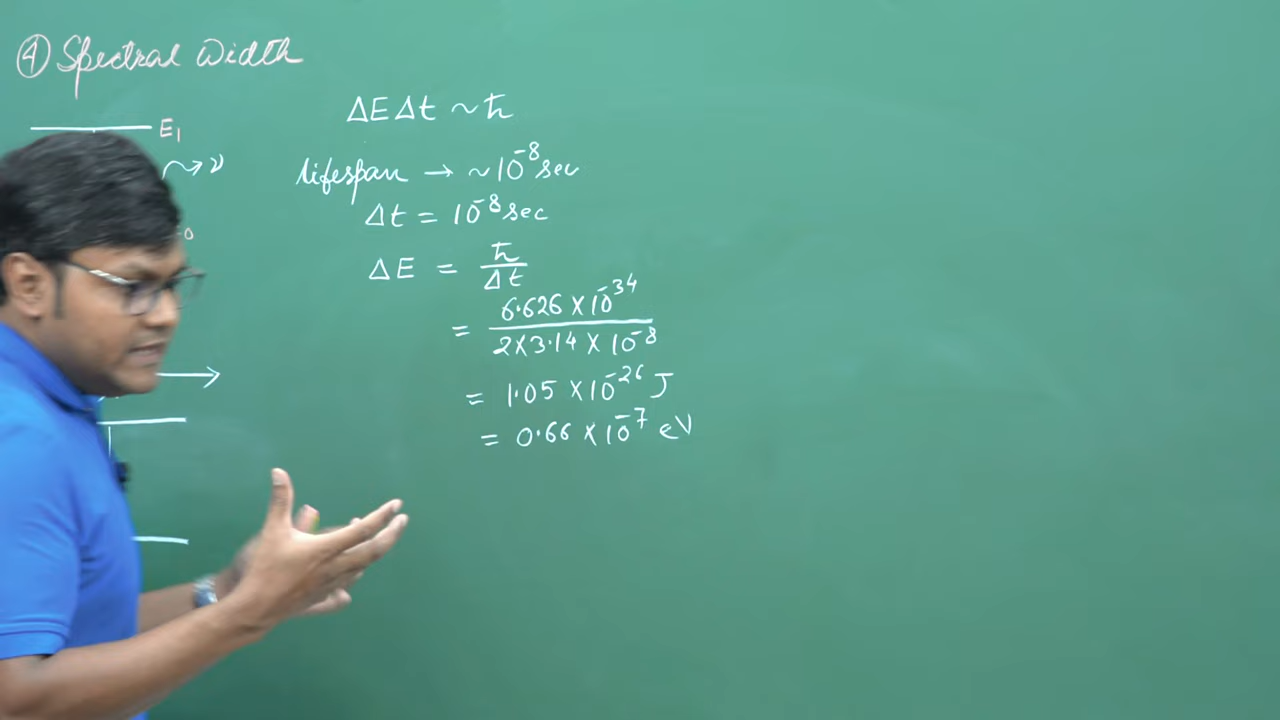 ④ Spectral Width
ΔEΔt ~ ħ
E₁
ν
lifespan → ~10⁻⁸ sec
Δt = 10⁻⁸ sec
ΔE = ħ/Δt
= 6.626 × 10⁻³⁴ / 2×3.14 × 10⁻⁸
= 1.05 × 10⁻²⁶ J
= 0.66 × 10⁻⁷ eV